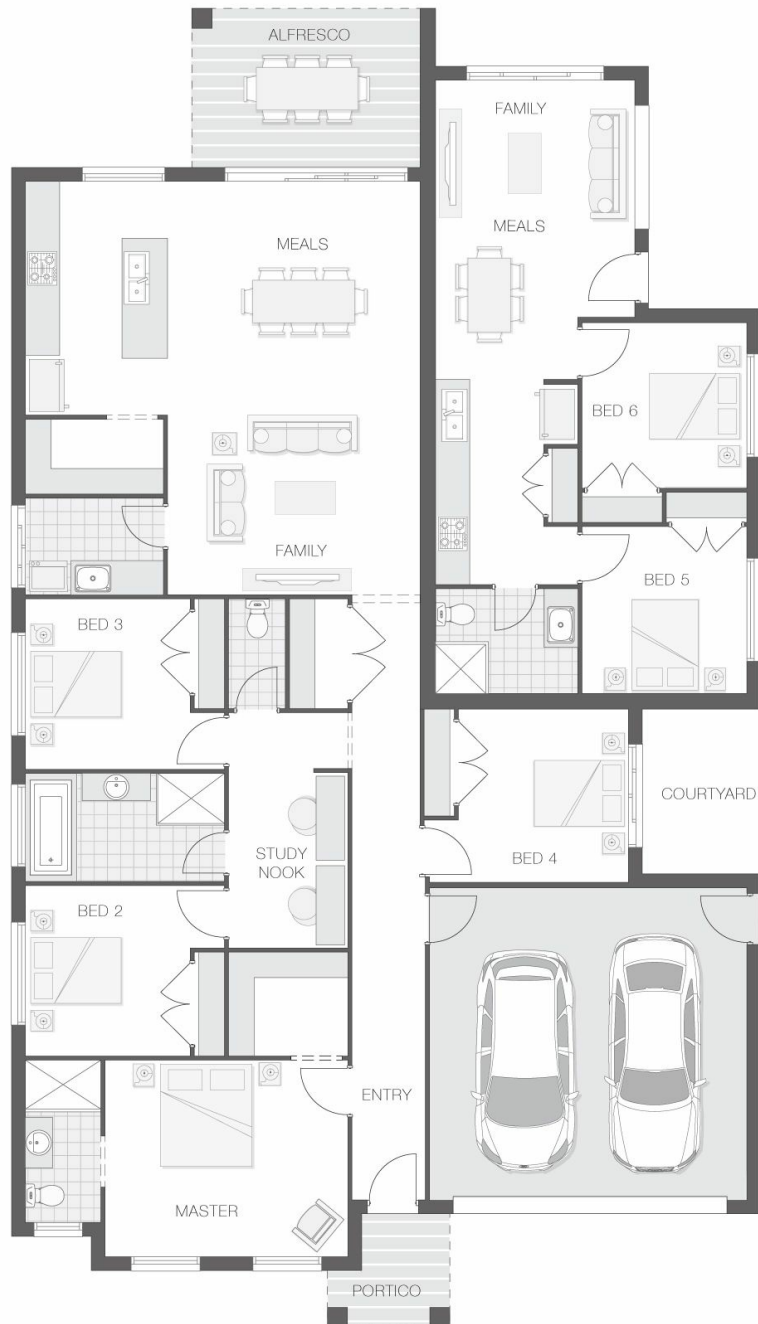 ALFRESCO
FAMILY
MEALS
MEALS
BED 6
FAMILY
BED 5
BED 3
COURTYARD
STUDY
NOOK
BED 4
BED 2
ENTRY
MASTER
PORTICO